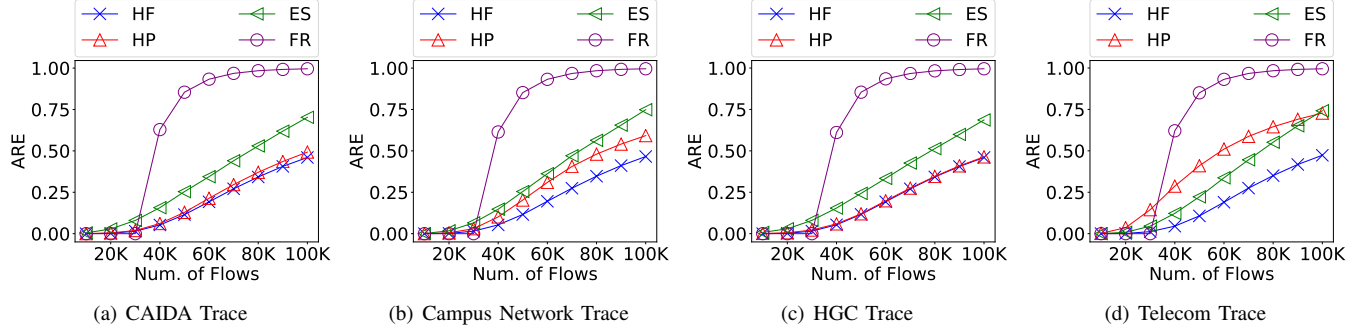 HF ES
HP FR
1.00
0.75
0.50
0.25
0.00
ARE
20K 40K 60K 80K 100K
Num. of Flows
(a) CAIDA Trace
HF ES
HP FR
1.00
0.75
0.50
0.25
0.00
ARE
20K 40K 60K 80K 100K
Num. of Flows
(b) Campus Network Trace
HF ES
HP FR
1.00
0.75
0.50
0.25
0.00
ARE
20K 40K 60K 80K 100K
Num. of Flows
(c) HGC Trace
HF ES
HP FR
1.00
0.75
0.50
0.25
0.00
ARE
20K 40K 60K 80K 100K
Num. of Flows
(d) Telecom Trace